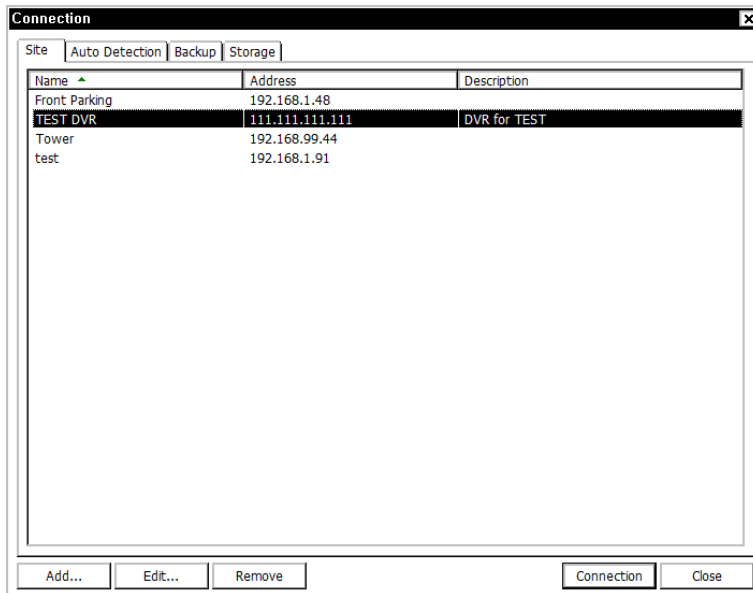 Connection
Site Auto Detection Backup Storage
Name Address Description
Front Parking 192.168.1.48
TEST DVR 111.111.111.111 DVR for TEST
Tower 192.168.99.44
test 192.168.1.91
Add... Edit... Remove Connection Close